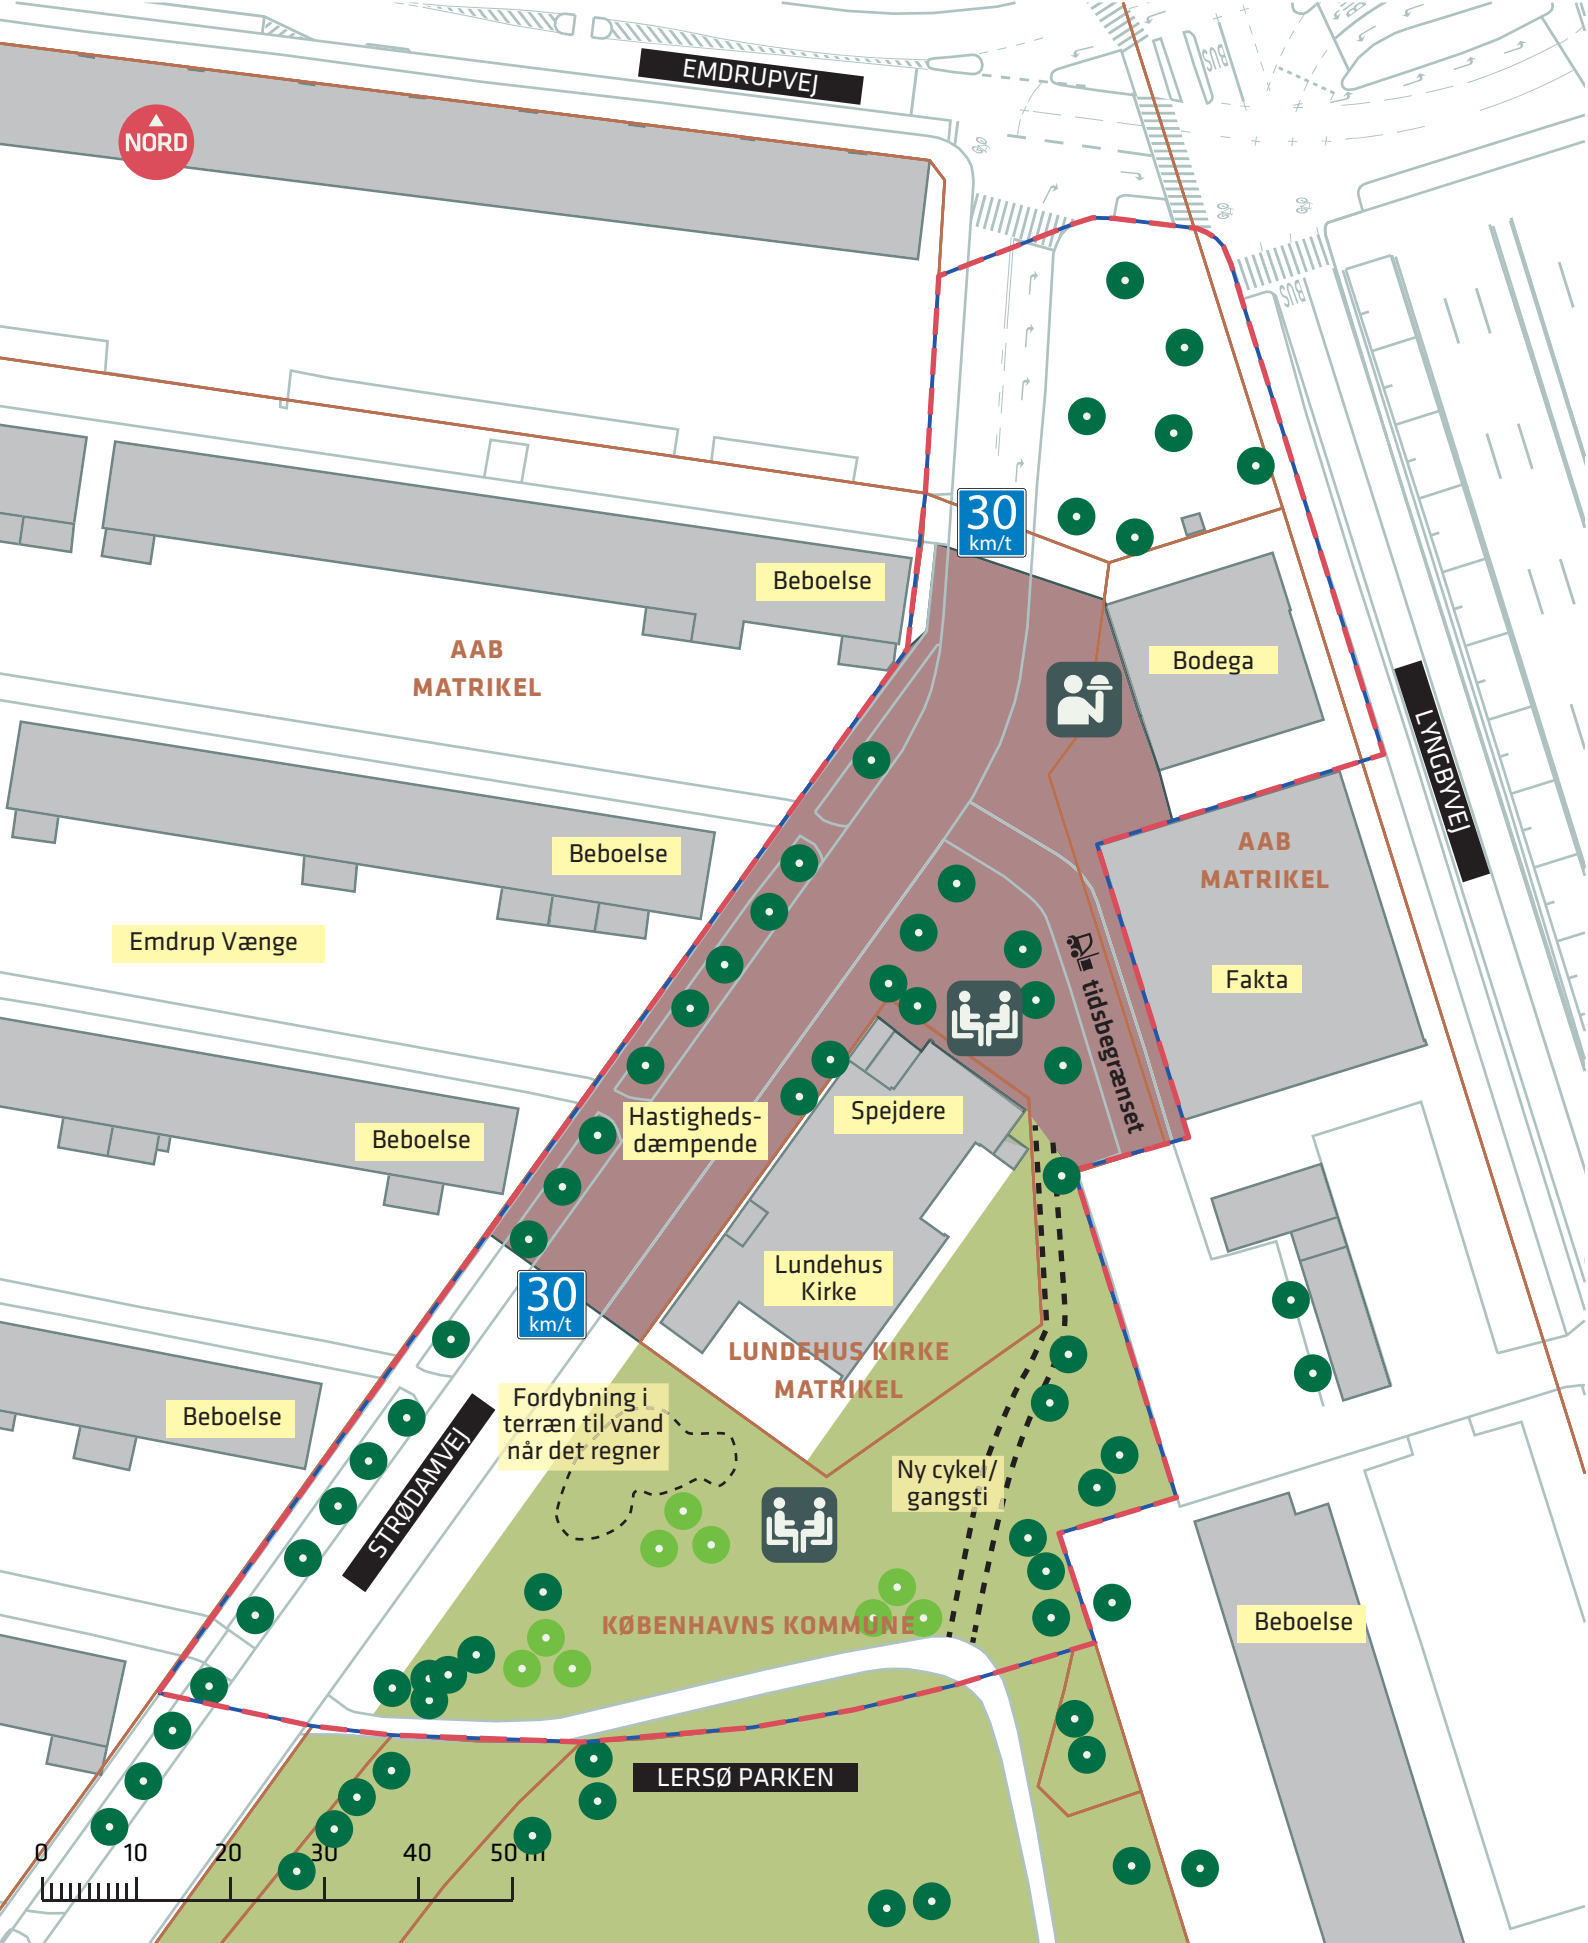 EMDRUPVEJ
NORD
BUS
BUS
30
km/t
Beboelse
AAB
MATRIKEL
Bodega
LYNGBYVEJ
Beboelse
AAB
MATRIKEL
Emdrup Vænge
Fakta
tidsbegrænset
Beboelse
Hastigheds-
dæmpende
Spejdere
Lundehus
Kirke
30
km/t
LUNDEHUS KIRKE
MATRIKEL
Beboelse
Fordybning i
terræn til vand
når det regner
STRØDAMVEJ
Ny cykel/
gangsti
KØBENHAVNS KOMMUNE
Beboelse
LERSØ PARKEN
0 10 20 30 40 50 m